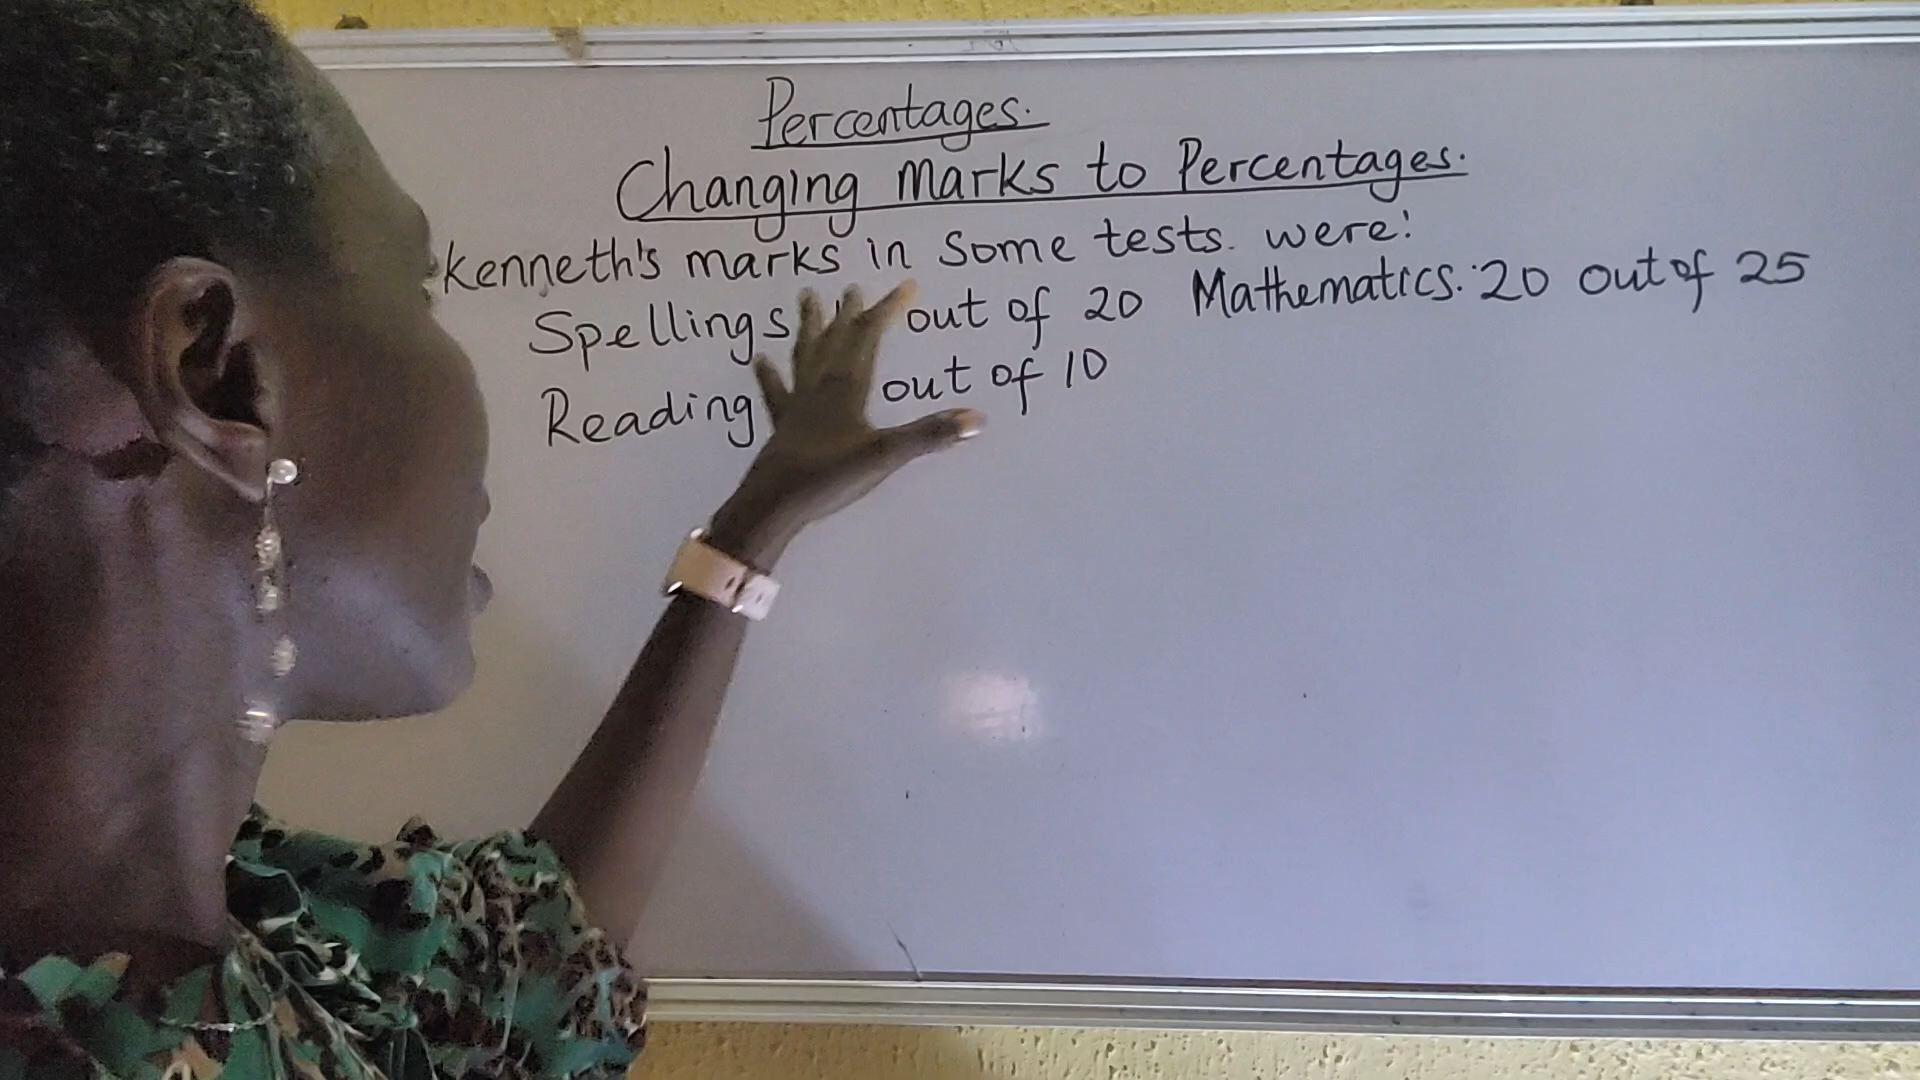 Percentages.
Changing Marks to Percentages.
Kenneth's marks in some tests. were:
Spellings out of 20 Mathematics: 20 out of 25
Reading out of 10